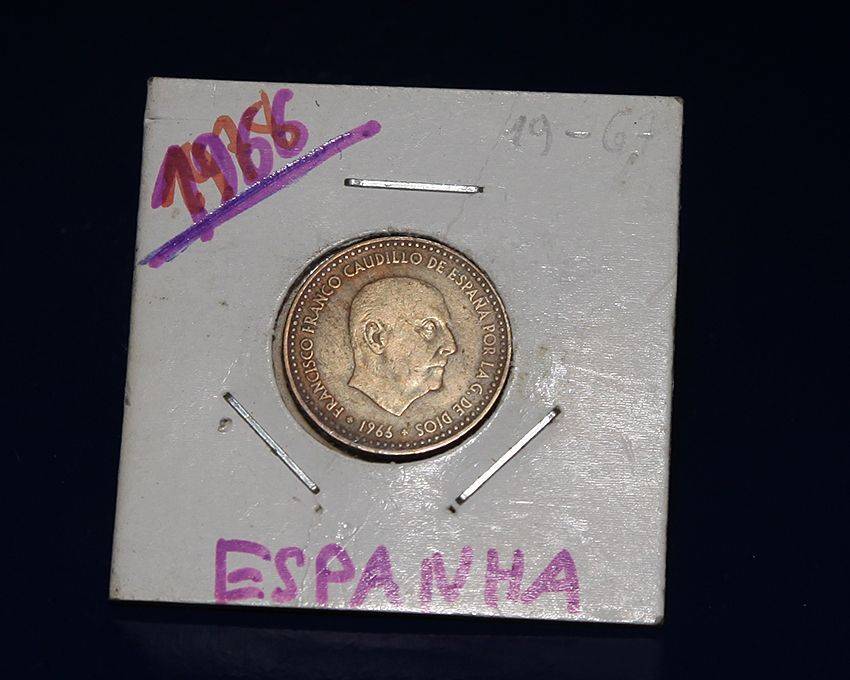 1966
19-67
FRANCISCO FRANCO CAUDILLO DE ESPAÑA POR LA G. DE DIOS
1966
ESPANHA